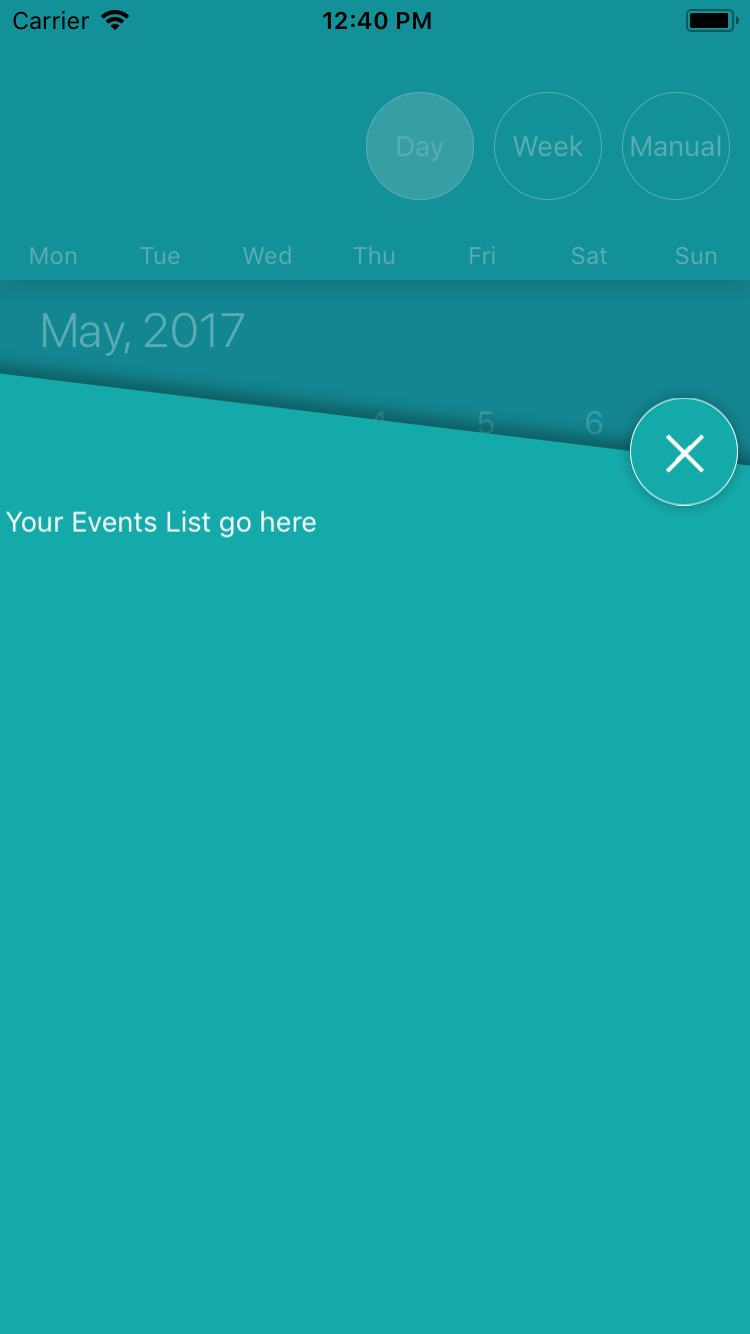 Carrier 12:40 PM
Day Week Manual
Mon Tue Wed Thu Fri Sat Sun
May, 2017
4 5 6
Your Events List go here